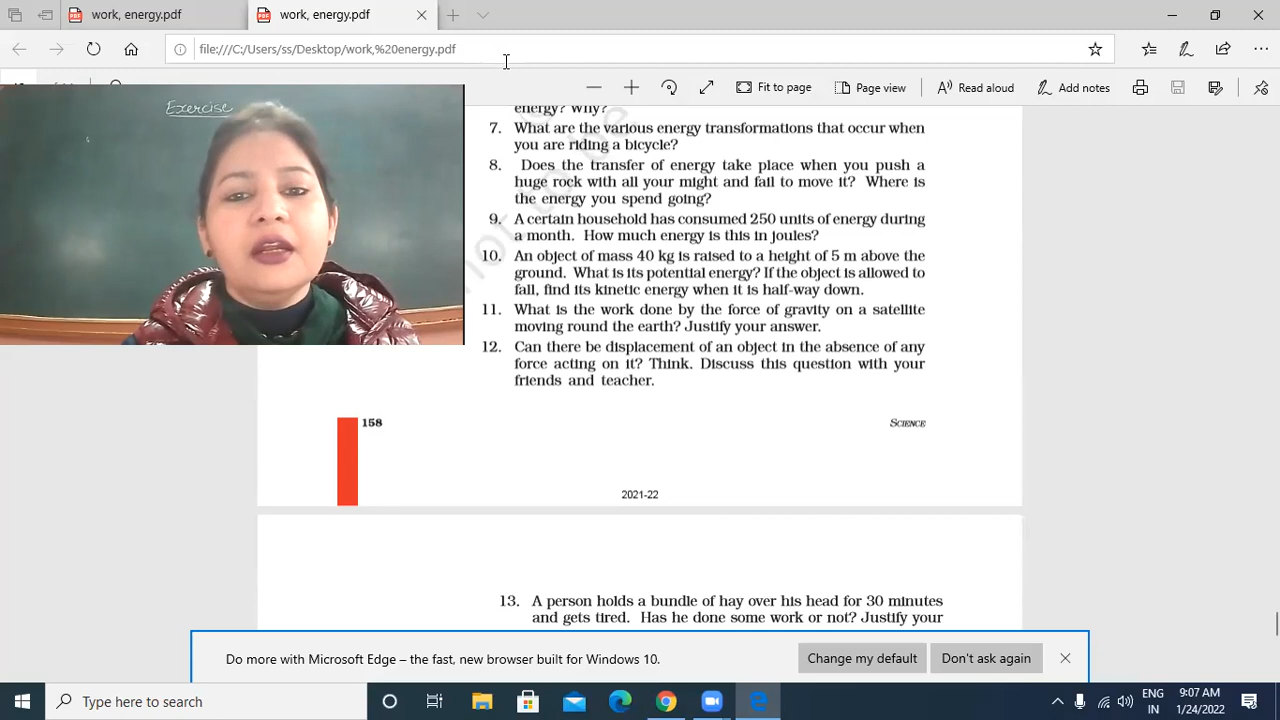 work, energy.pdf
work, energy.pdf
file:///C:/Users/ss/Desktop/work,%20energy.pdf
Fit to page
Page view
Read aloud
Add notes
Exercise
energy? Why?
7. What are the various energy transformations that occur when
you are riding a bicycle?
8. Does the transfer of energy take place when you push a
huge rock with all your might and fail to move it? Where is
the energy you spend going?
9. A certain household has consumed 250 units of energy during
a month. How much energy is this in joules?
10. An object of mass 40 kg is raised to a height of 5 m above the
ground. What is its potential energy? If the object is allowed to
fall, find its kinetic energy when it is half-way down.
11. What is the work done by the force of gravity on a satellite
moving round the earth? Justify your answer.
12. Can there be displacement of an object in the absence of any
force acting on it? Think. Discuss this question with your
friends and teacher.
not to be
158
SCIENCE
2021-22
13. A person holds a bundle of hay over his head for 30 minutes
and gets tired. Has he done some work or not? Justify your
Do more with Microsoft Edge – the fast, new browser built for Windows 10.
Change my default
Don't ask again
Type here to search
ENG
IN
9:07 AM
1/24/2022